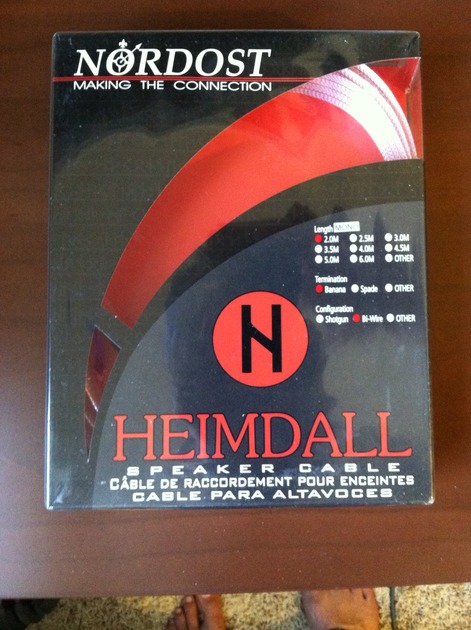 NORDOST
MAKING THE CONNECTION
Length
2.0M 2.5M 3.0M
3.5M 4.0M 4.5M
5.0M 6.0M OTHER
Termination
Banana Spade OTHER
Configuration
Shotgun Bi-Wire OTHER
HEIMDALL
SPEAKER CABLE
CÂBLE DE RACCORDEMENT POUR ENCEINTES
CABLE PARA ALTAVOCES